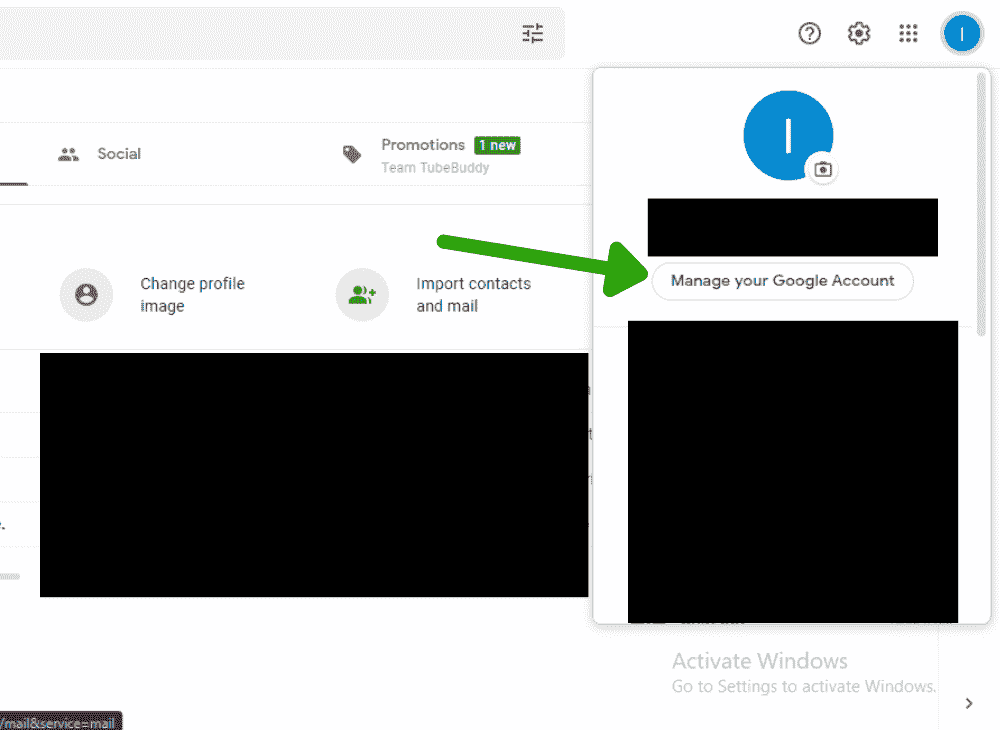 I
I
Social
Promotions 1 new
Team TubeBuddy
Change profile
image
Import contacts
and mail
Manage your Google Account
Activate Windows
Go to Settings to activate Windows.
/mail&service=mail